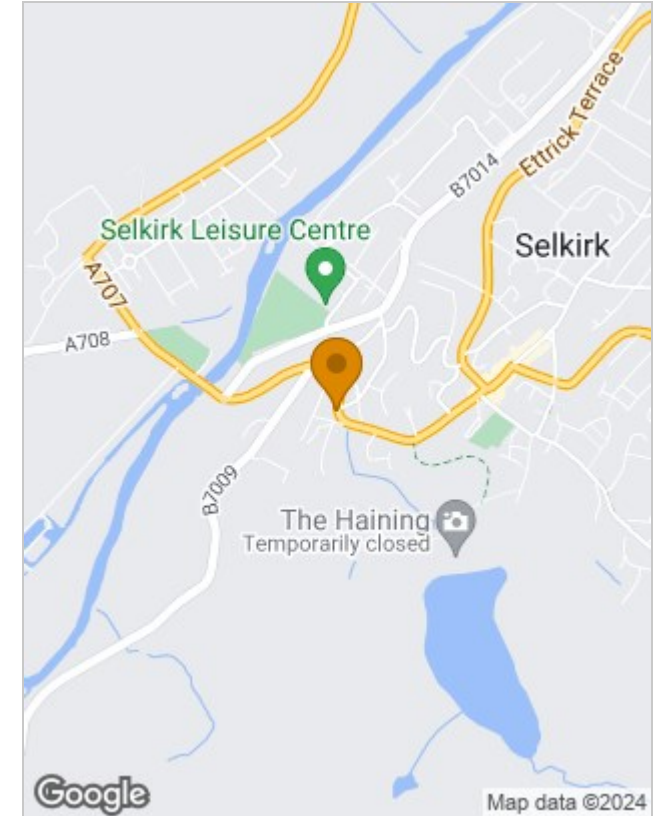 Ettrick Terrace
B7014
Selkirk Leisure Centre
Selkirk
A707
A708
B7009
The Haining
Temporarily closed
Google
Map data ©2024